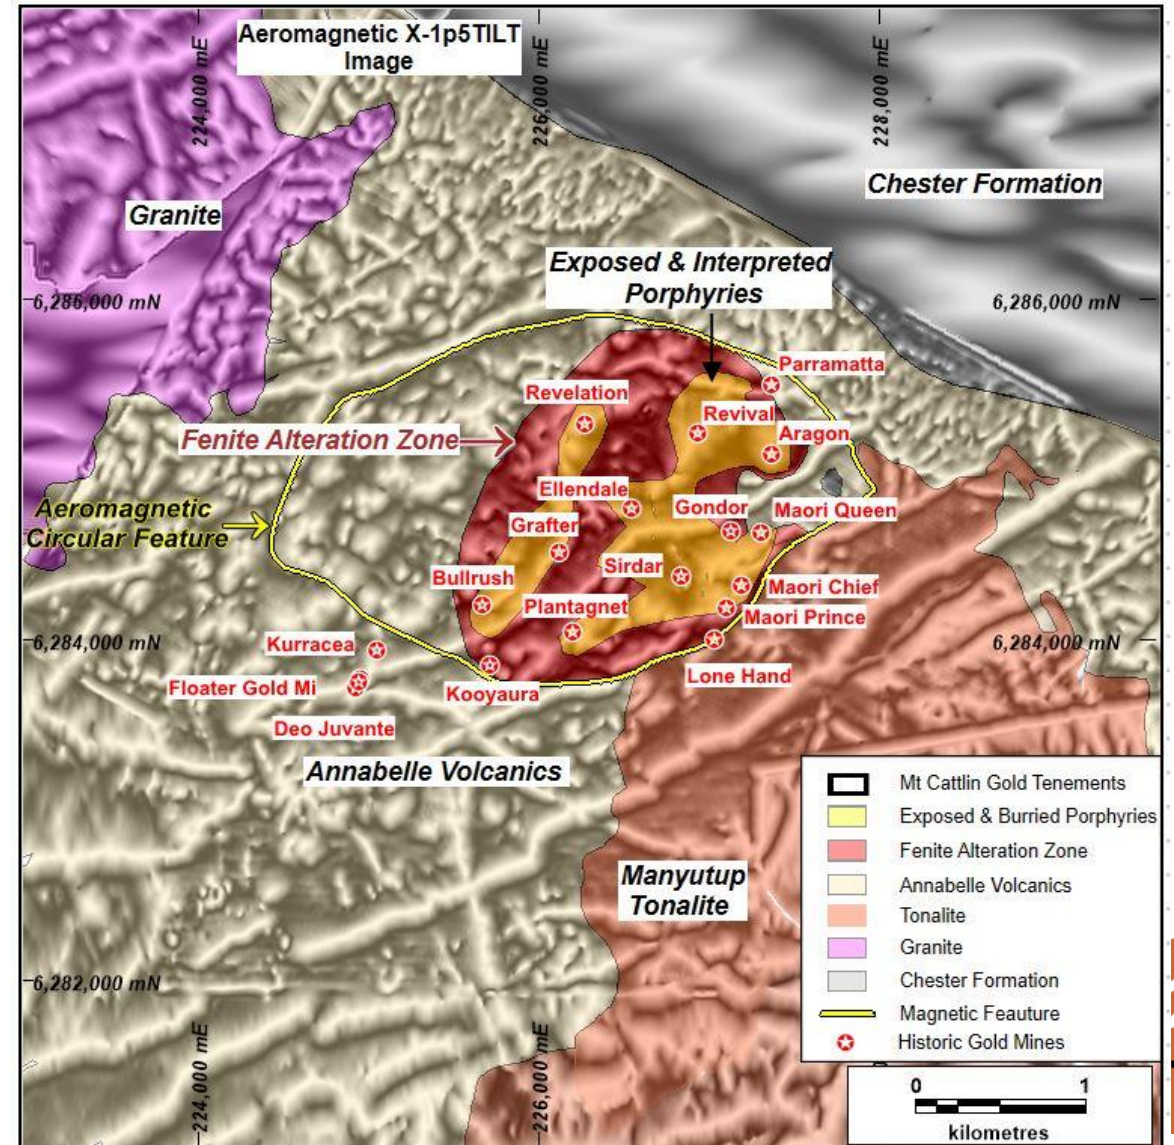 Aeromagnetic X-1p5TILT
Image
224,000 mE
226,000 mE
228,000 mE
Chester Formation
Granite
Exposed & Interpreted
Porphyries
6,286,000 mN
6,286,000 mN
Parramatta
Revelation
Revival
Fenite Alteration Zone
Aragon
Ellendale
Gondor
Maori Queen
Aeromagnetic
Circular Feature
Grafter
Sirdar
Bullrush
Maori Chief
Plantagnet
Maori Prince
6,284,000 mN
6,284,000 mN
Kurracea
Lone Hand
Floater Gold Mi
Kooyaura
Deo Juvante
Annabelle Volcanics
Manyutup
Tonalite
6,282,000 mN
224,000 mE
226,000 mE
Mt Cattlin Gold Tenements
Exposed & Burried Porphyries
Fenite Alteration Zone
Annabelle Volcanics
Tonalite
Granite
Chester Formation
Magnetic Feauture
Historic Gold Mines
0 1
kilometres